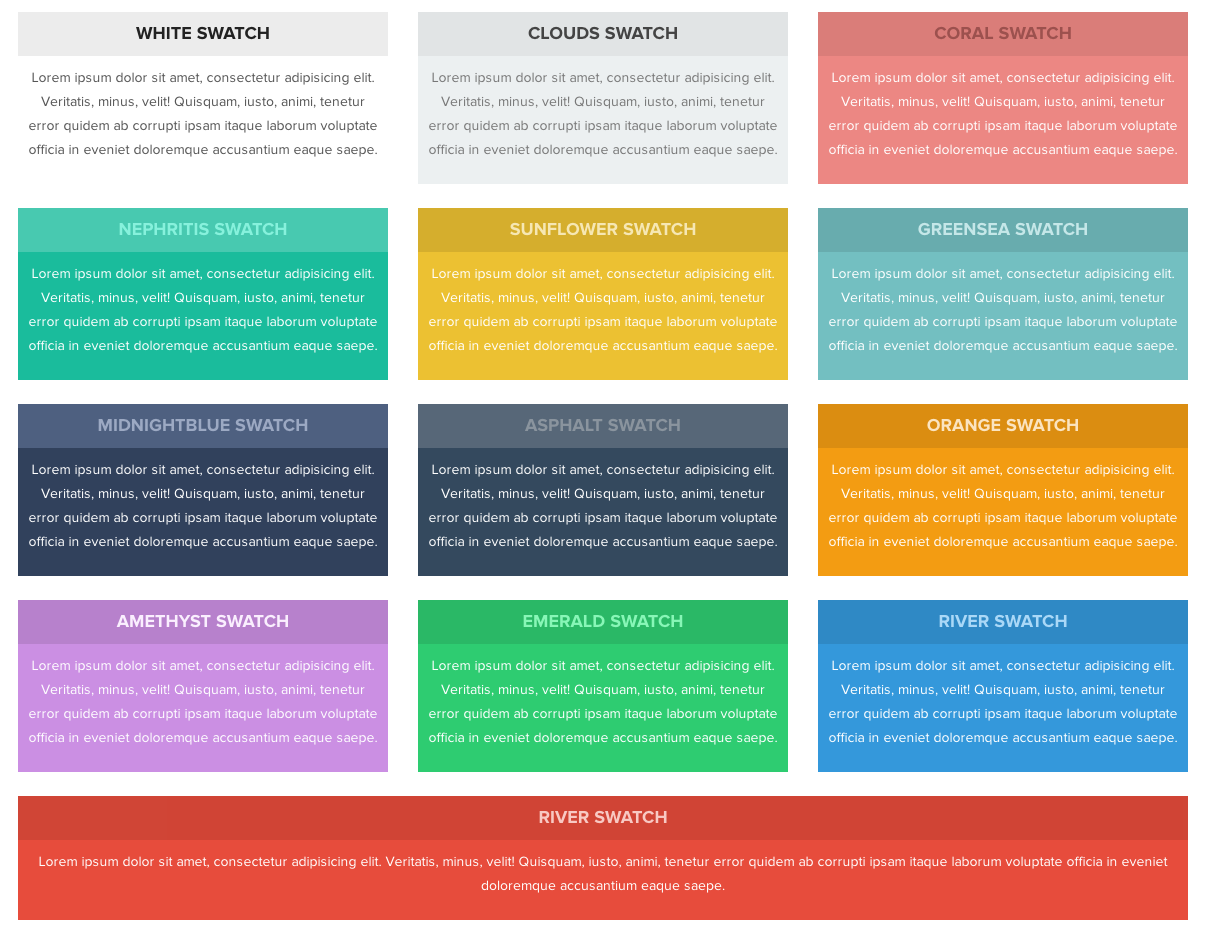 WHITE SWATCH
Lorem ipsum dolor sit amet, consectetur adipisicing elit.
Veritatis, minus, velit! Quisquam, iusto, animi, tenetur
error quidem ab corrupti ipsam itaque laborum voluptate
officia in eveniet doloremque accusantium eaque saepe.
CLOUDS SWATCH
Lorem ipsum dolor sit amet, consectetur adipisicing elit.
Veritatis, minus, velit! Quisquam, iusto, animi, tenetur
error quidem ab corrupti ipsam itaque laborum voluptate
officia in eveniet doloremque accusantium eaque saepe.
CORAL SWATCH
Lorem ipsum dolor sit amet, consectetur adipisicing elit.
Veritatis, minus, velit! Quisquam, iusto, animi, tenetur
error quidem ab corrupti ipsam itaque laborum voluptate
officia in eveniet doloremque accusantium eaque saepe.
NEPHRITIS SWATCH
Lorem ipsum dolor sit amet, consectetur adipisicing elit.
Veritatis, minus, velit! Quisquam, iusto, animi, tenetur
error quidem ab corrupti ipsam itaque laborum voluptate
officia in eveniet doloremque accusantium eaque saepe.
SUNFLOWER SWATCH
Lorem ipsum dolor sit amet, consectetur adipisicing elit.
Veritatis, minus, velit! Quisquam, iusto, animi, tenetur
error quidem ab corrupti ipsam itaque laborum voluptate
officia in eveniet doloremque accusantium eaque saepe.
GREENSEA SWATCH
Lorem ipsum dolor sit amet, consectetur adipisicing elit.
Veritatis, minus, velit! Quisquam, iusto, animi, tenetur
error quidem ab corrupti ipsam itaque laborum voluptate
officia in eveniet doloremque accusantium eaque saepe.
MIDNIGHTBLUE SWATCH
Lorem ipsum dolor sit amet, consectetur adipisicing elit.
Veritatis, minus, velit! Quisquam, iusto, animi, tenetur
error quidem ab corrupti ipsam itaque laborum voluptate
officia in eveniet doloremque accusantium eaque saepe.
ASPHALT SWATCH
Lorem ipsum dolor sit amet, consectetur adipisicing elit.
Veritatis, minus, velit! Quisquam, iusto, animi, tenetur
error quidem ab corrupti ipsam itaque laborum voluptate
officia in eveniet doloremque accusantium eaque saepe.
ORANGE SWATCH
Lorem ipsum dolor sit amet, consectetur adipisicing elit.
Veritatis, minus, velit! Quisquam, iusto, animi, tenetur
error quidem ab corrupti ipsam itaque laborum voluptate
officia in eveniet doloremque accusantium eaque saepe.
AMETHYST SWATCH
Lorem ipsum dolor sit amet, consectetur adipisicing elit.
Veritatis, minus, velit! Quisquam, iusto, animi, tenetur
error quidem ab corrupti ipsam itaque laborum voluptate
officia in eveniet doloremque accusantium eaque saepe.
EMERALD SWATCH
Lorem ipsum dolor sit amet, consectetur adipisicing elit.
Veritatis, minus, velit! Quisquam, iusto, animi, tenetur
error quidem ab corrupti ipsam itaque laborum voluptate
officia in eveniet doloremque accusantium eaque saepe.
RIVER SWATCH
Lorem ipsum dolor sit amet, consectetur adipisicing elit.
Veritatis, minus, velit! Quisquam, iusto, animi, tenetur
error quidem ab corrupti ipsam itaque laborum voluptate
officia in eveniet doloremque accusantium eaque saepe.
RIVER SWATCH
Lorem ipsum dolor sit amet, consectetur adipisicing elit. Veritatis, minus, velit! Quisquam, iusto, animi, tenetur error quidem ab corrupti ipsam itaque laborum voluptate officia in eveniet
doloremque accusantium eaque saepe.